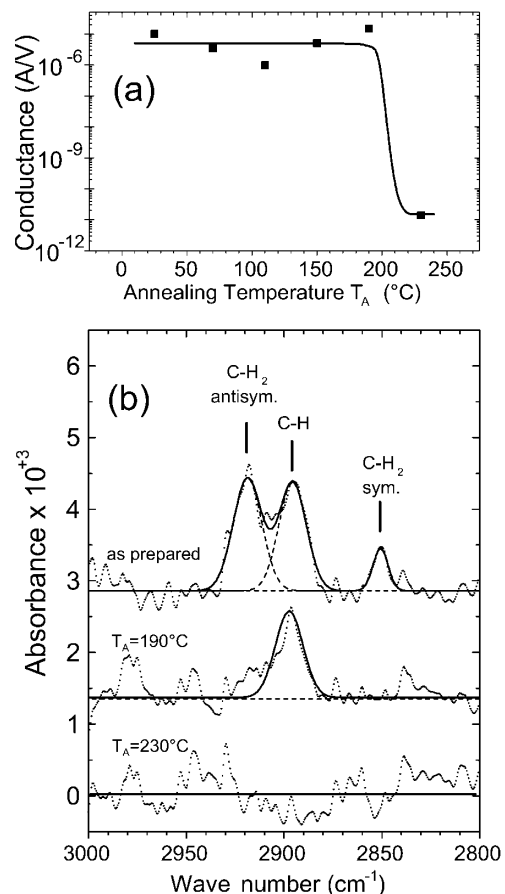 10⁻⁶
10⁻⁹
10⁻¹²
Conductance (A/V)
(a)
0 50 100 150 200 250
Annealing Temperature T_A (°C)
6
5
4
3
2
1
0
Absorbance x 10⁺³
(b)
C-H₂
antisym.
C-H
C-H₂
sym.
as prepared
T_A=190°C
T_A=230°C
3000 2950 2900 2850 2800
Wave number (cm⁻¹)